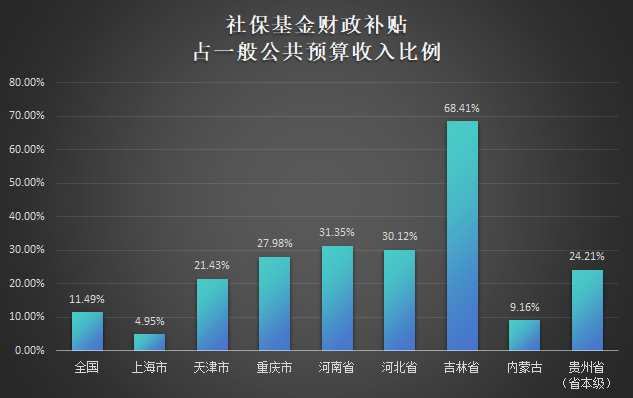 社保基金财政补贴
占一般公共预算收入比例
80.00%
70.00%
60.00%
50.00%
40.00%
30.00%
20.00%
10.00%
0.00%
11.49%
4.95%
21.43%
27.98%
31.35%
30.12%
68.41%
9.16%
24.21%
全国
上海市
天津市
重庆市
河南省
河北省
吉林省
内蒙古
贵州省
（省本级）